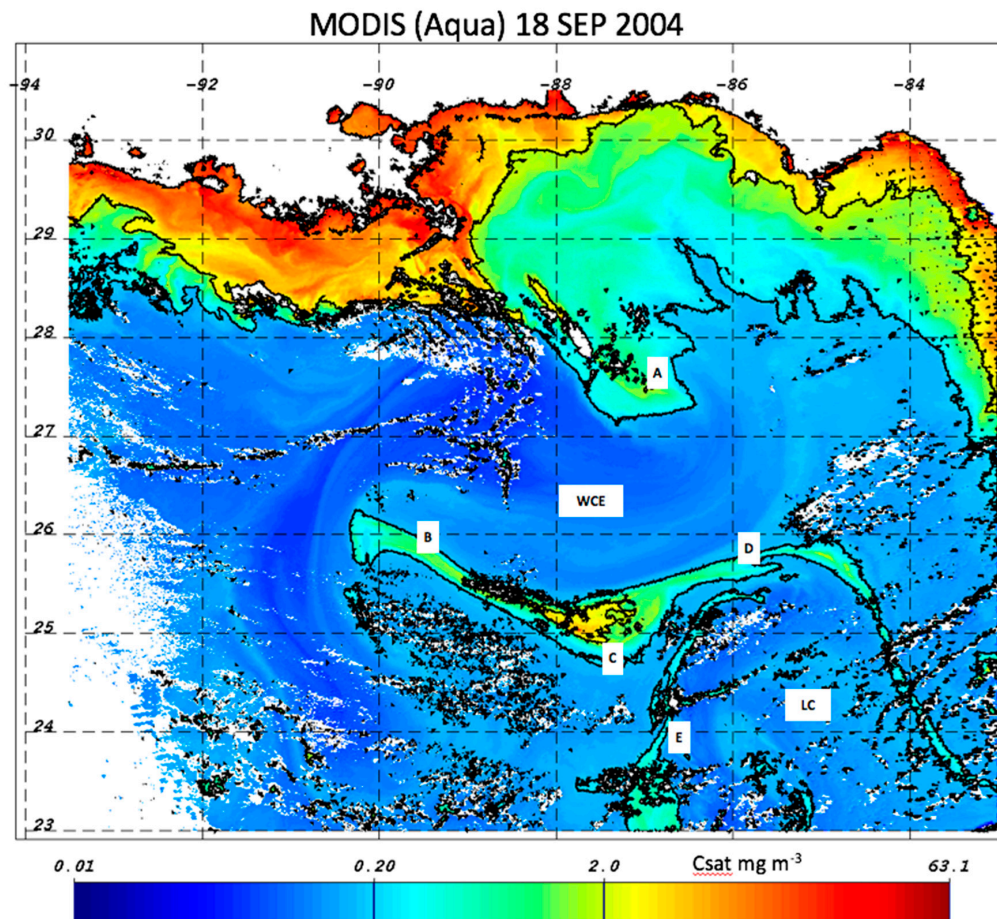 MODIS (Aqua) 18 SEP 2004
-94 -92 -90 -88 -86 -84
30
29
28
A
27
WCE
26
B
D
25
C
LC
24
E
23
0.01 0.20 2.0 Csat mg m⁻³ 63.1